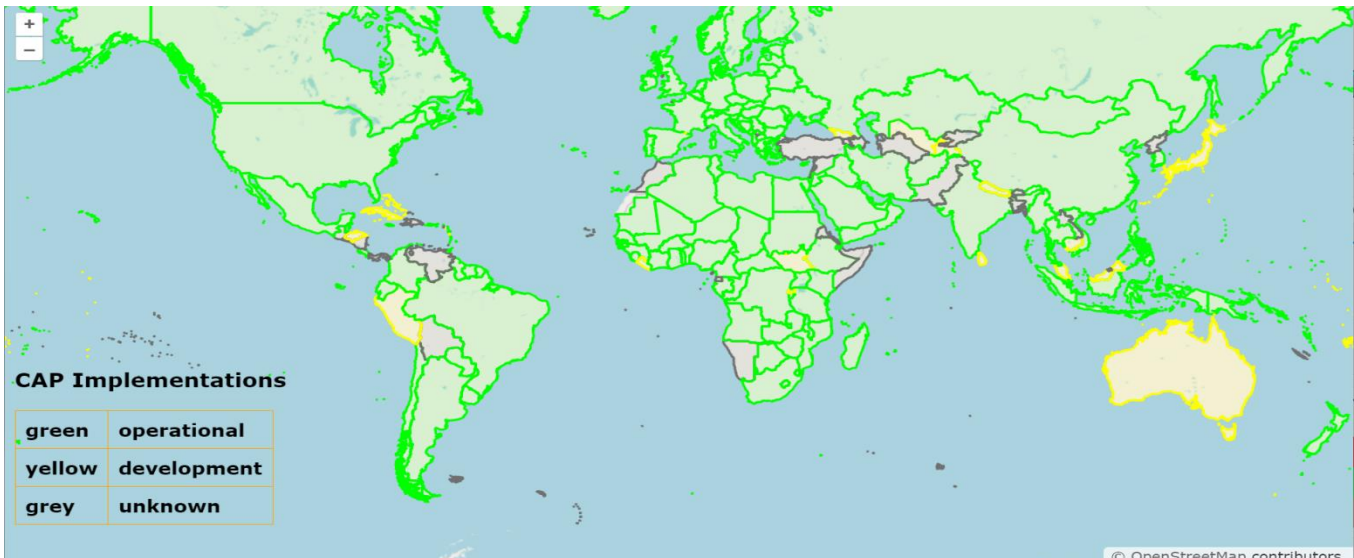 +
−
CAP Implementations
green operational
yellow development
grey unknown
© OpenStreetMap contributors